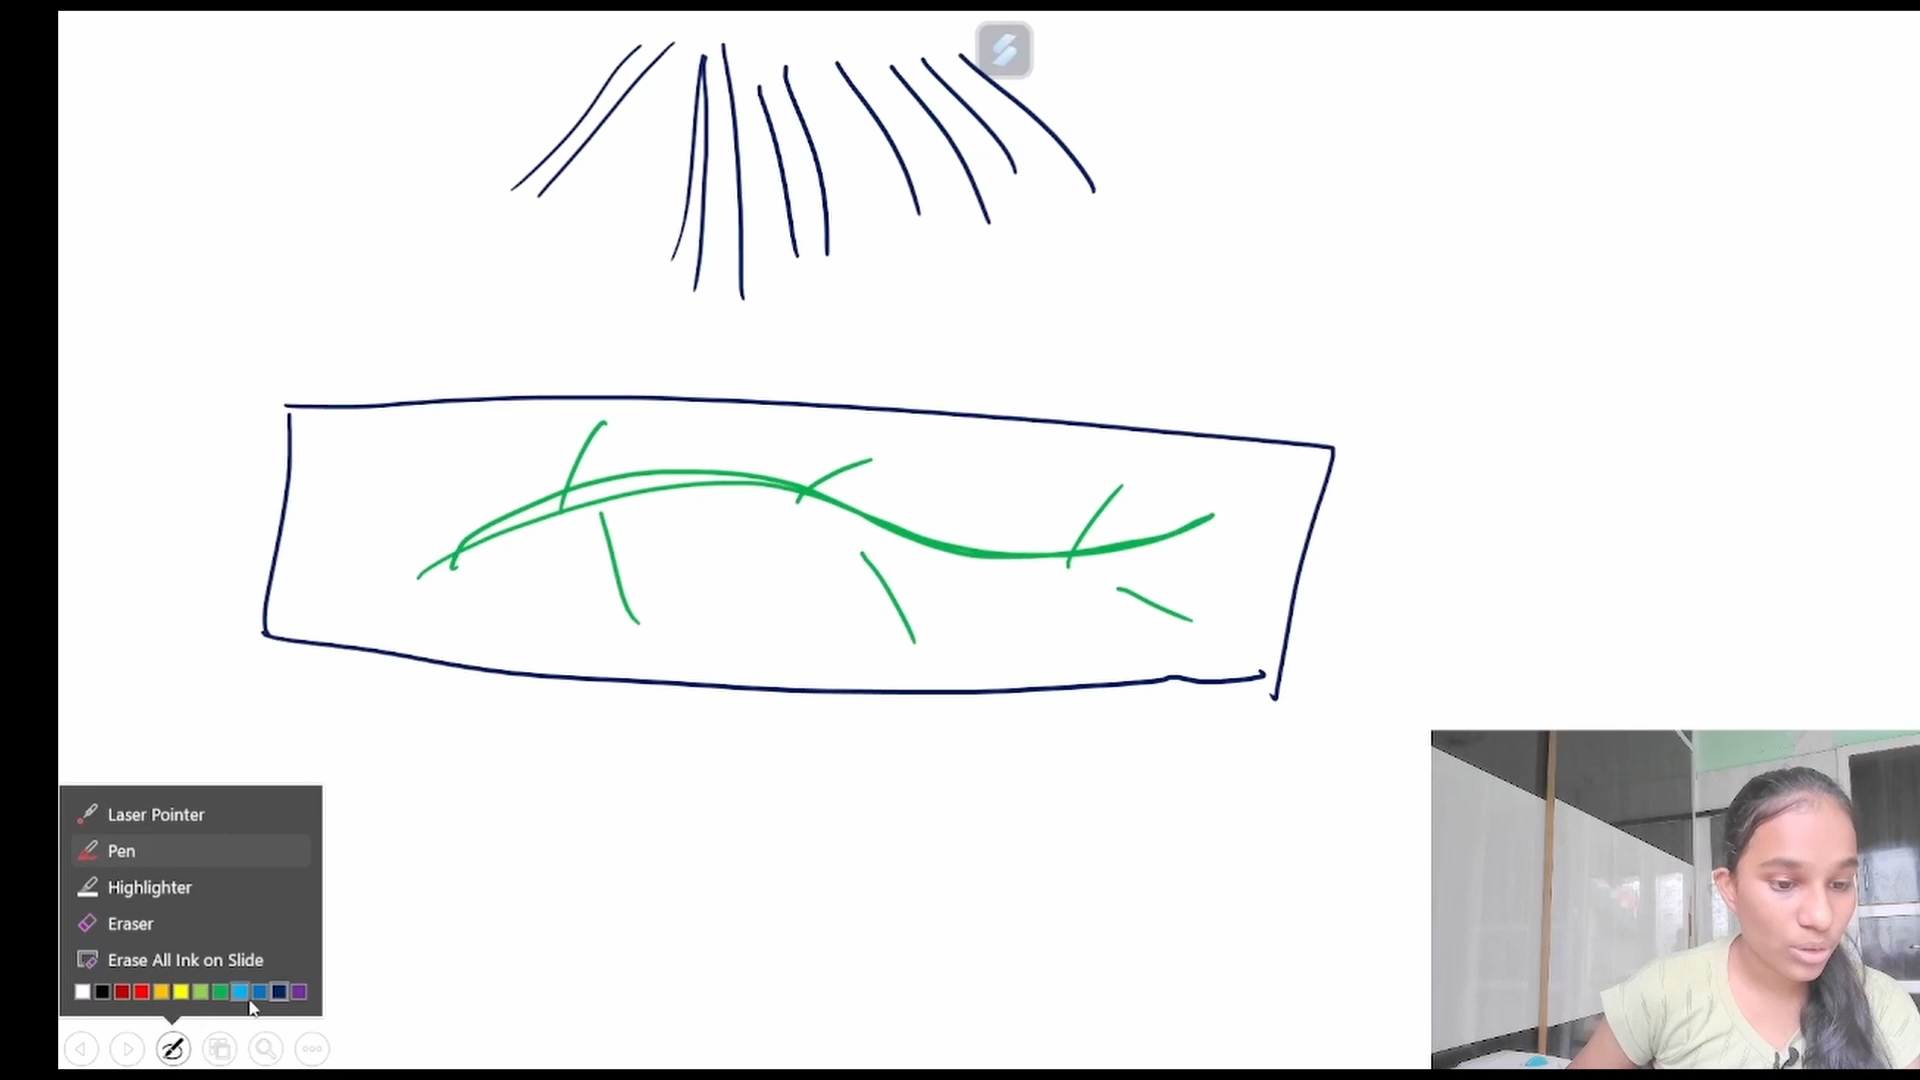 Laser Pointer
Pen
Highlighter
Eraser
Erase All Ink on Slide